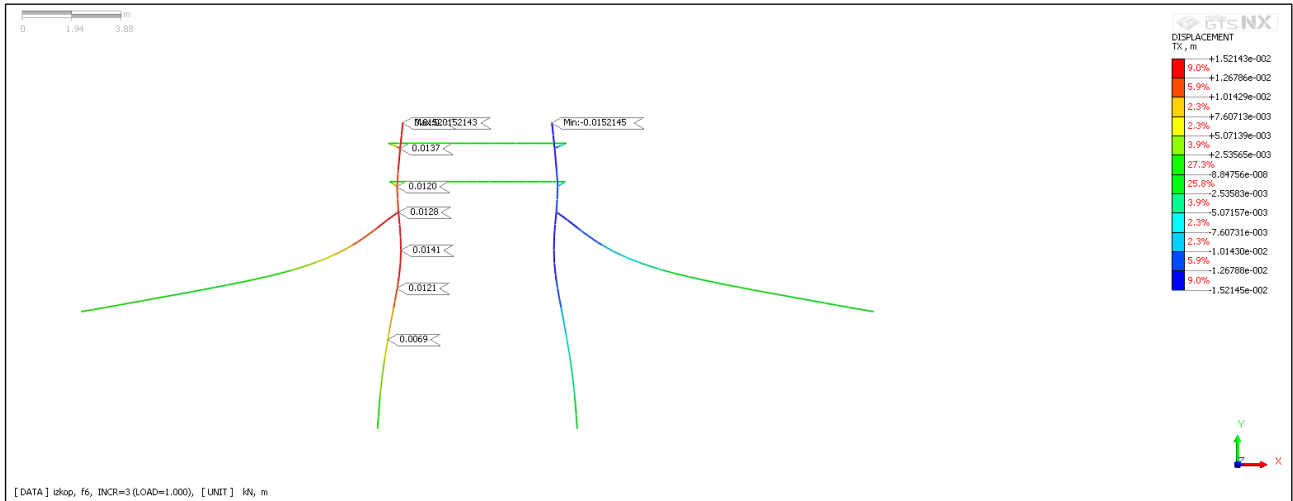 m
0 1.94 3.88
midas
GTS NX
DISPLACEMENT
TX , m
+1.52143e-002
9.0%
+1.26786e-002
5.9%
+1.01429e-002
2.3%
+7.60713e-003
2.3%
+5.07139e-003
3.9%
+2.53565e-003
27.3%
-8.84756e-008
25.8%
-2.53583e-003
3.9%
-5.07157e-003
2.3%
-7.60731e-003
2.3%
-1.01430e-002
5.9%
-1.26788e-002
9.0%
-1.52145e-002
Min:-0.0152145
0.0137
0.0120
0.0128
0.0141
0.0121
0.0069
Y
Z
X
[ DATA ] izkop, f6, INCR=3 (LOAD=1.000), [ UNIT ] kN, m